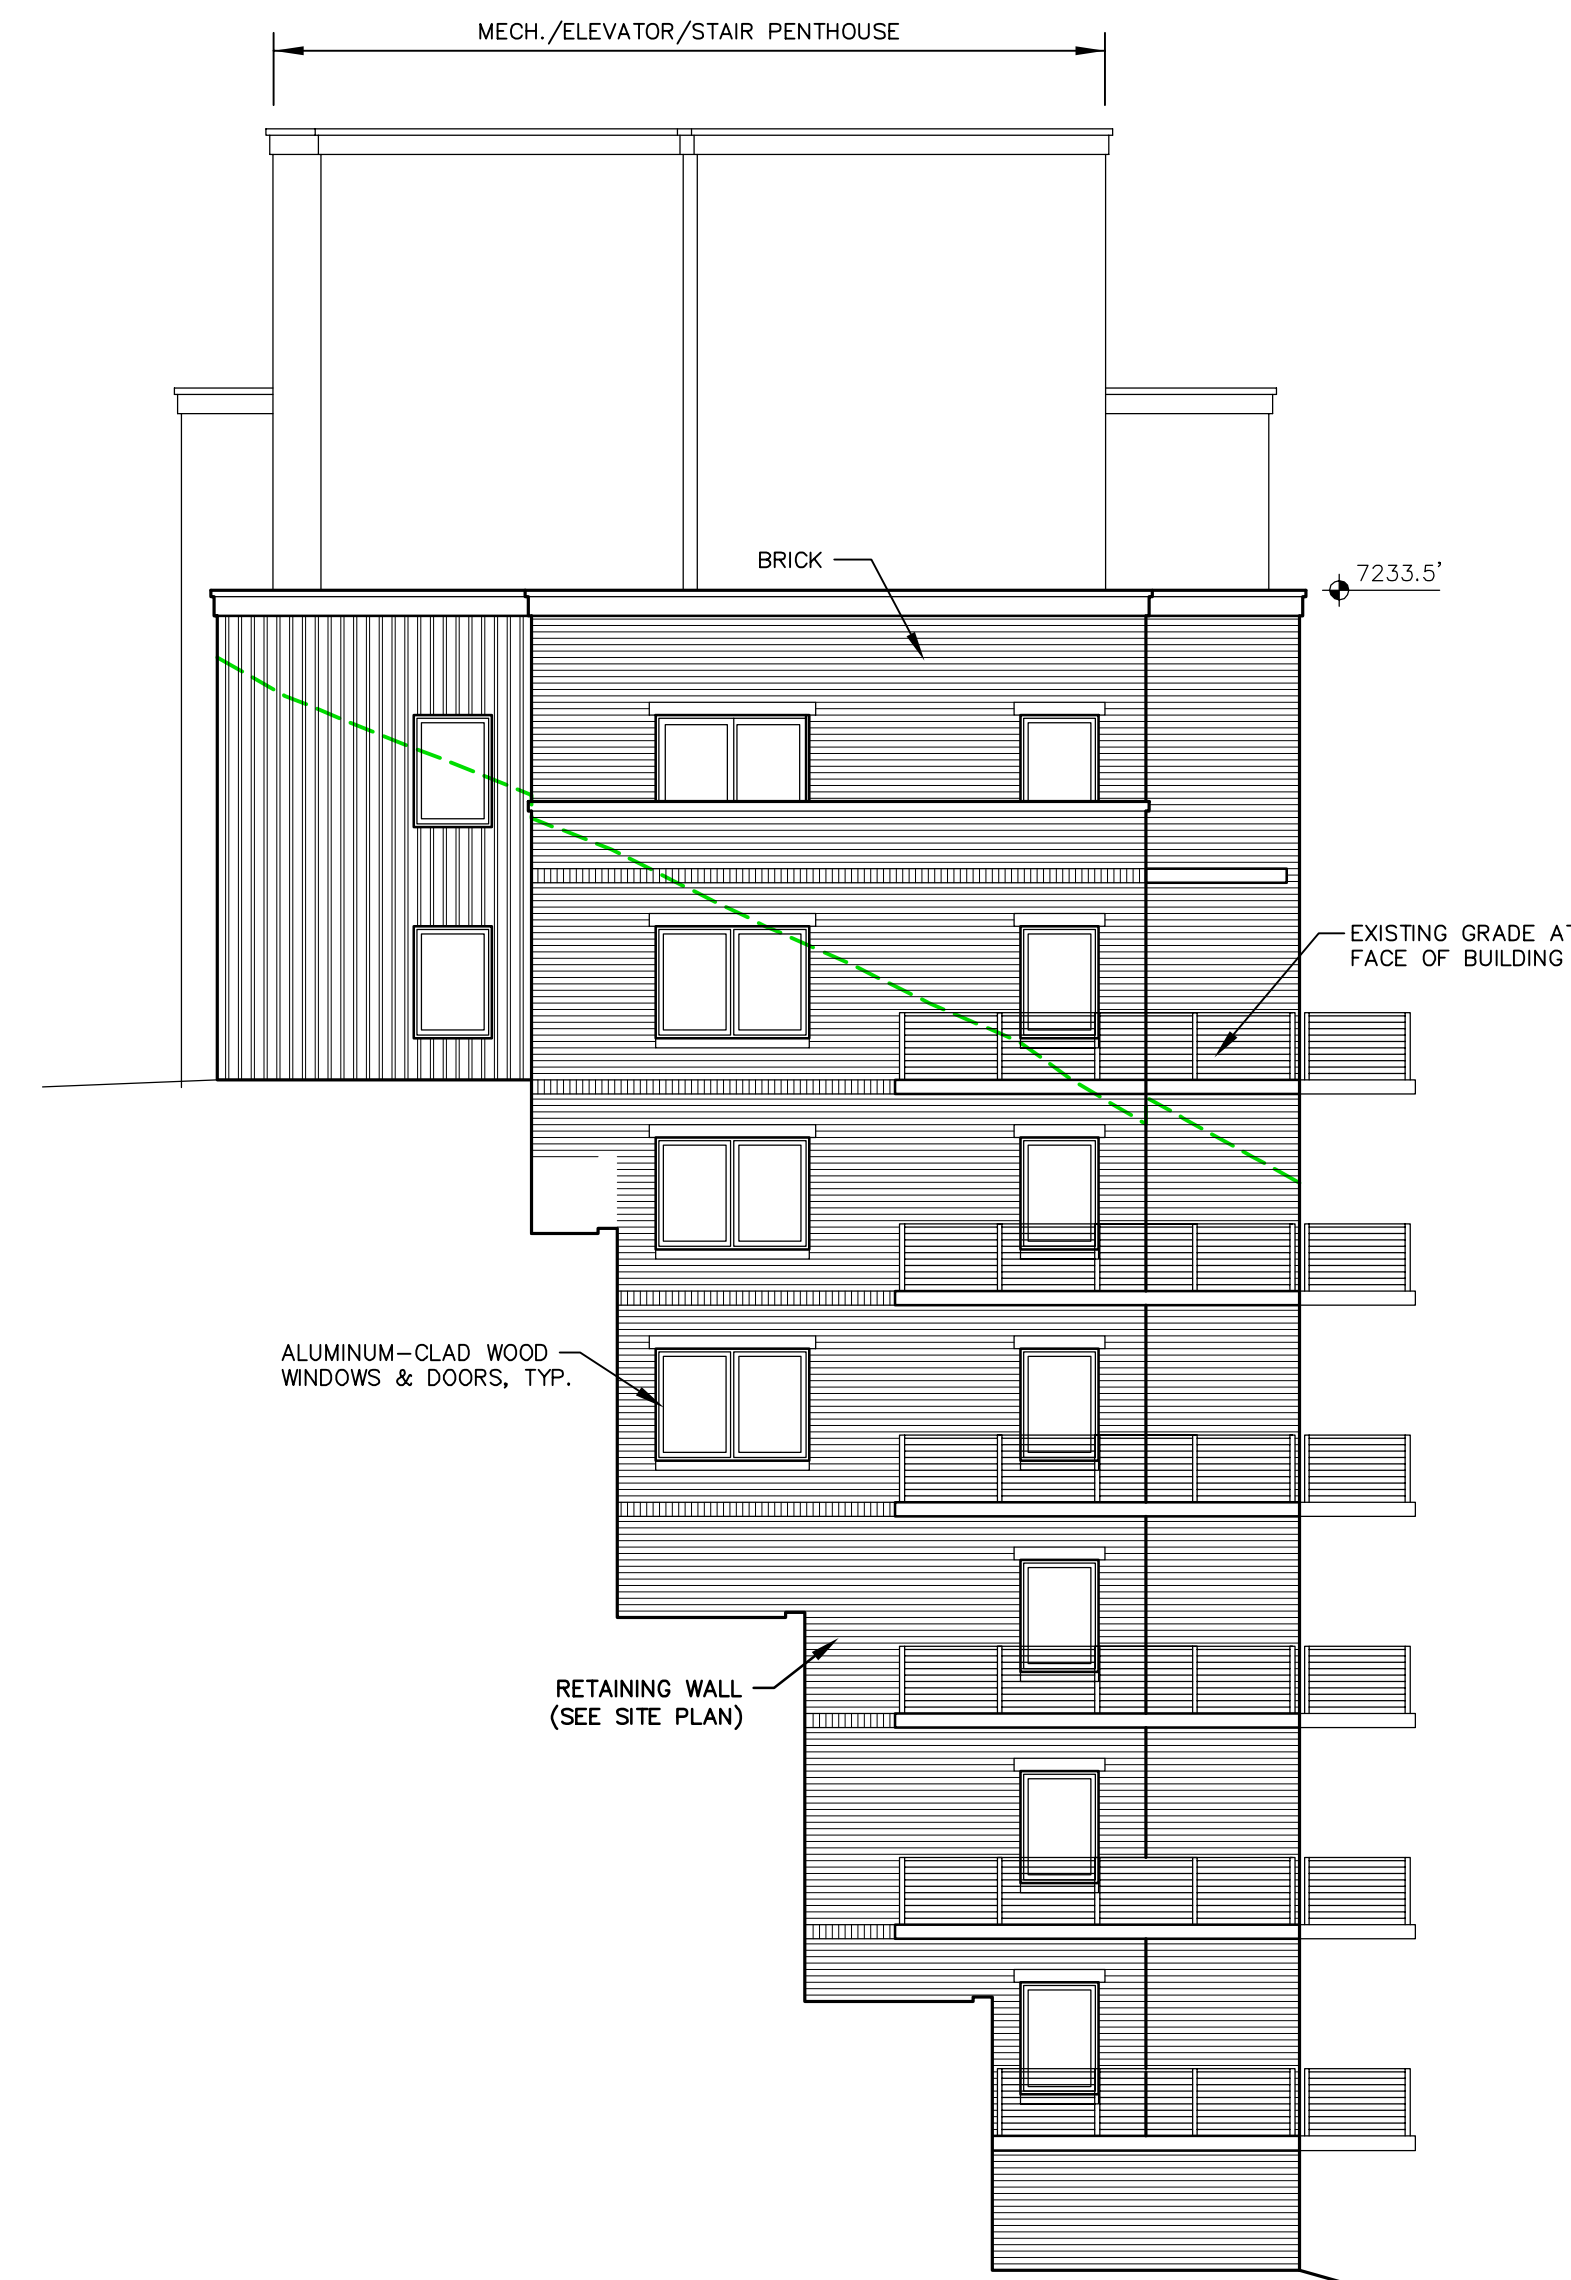 MECH./ELEVATOR/STAIR PENTHOUSE
BRICK
7233.5'
EXISTING GRADE AT
FACE OF BUILDING
ALUMINUM-CLAD WOOD
WINDOWS & DOORS, TYP.
RETAINING WALL
(SEE SITE PLAN)